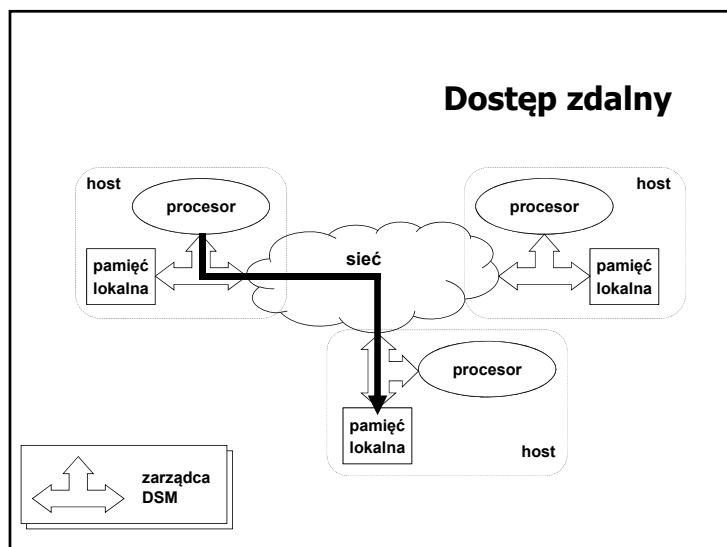 Dostęp zdalny
host
procesor
pamięć
lokalna
sieć
host
procesor
pamięć
lokalna
procesor
pamięć
lokalna
host
zarządca
DSM